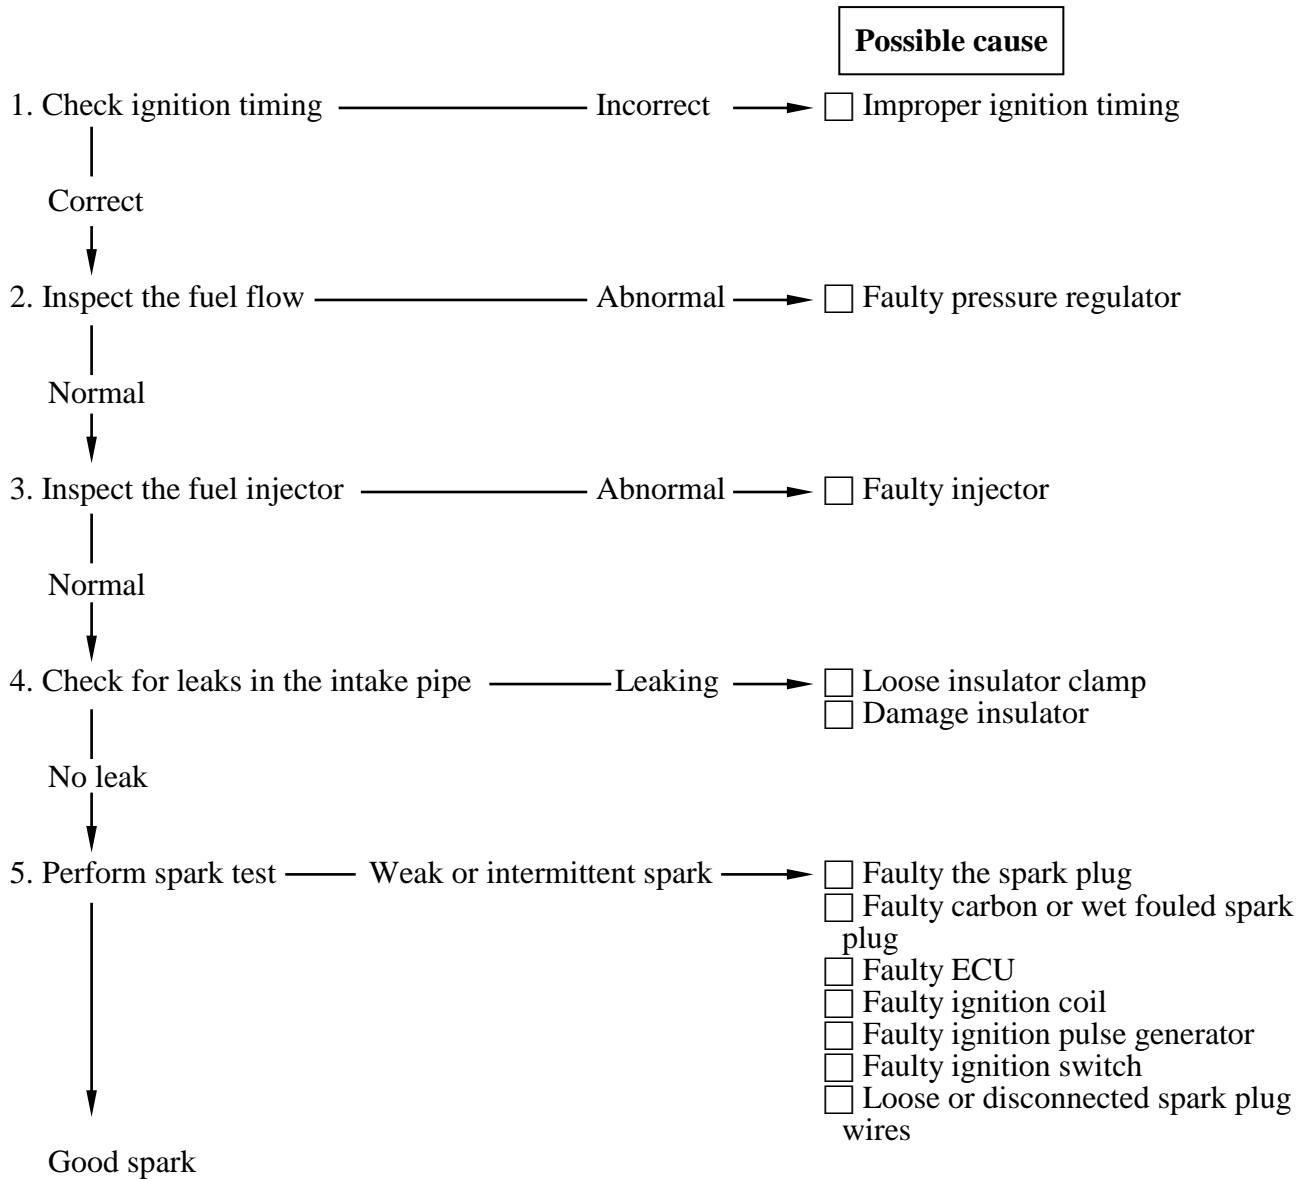 Possible cause
1. Check ignition timing Incorrect Improper ignition timing
Correct
2. Inspect the fuel flow Abnormal Faulty pressure regulator
Normal
3. Inspect the fuel injector Abnormal Faulty injector
Normal
4. Check for leaks in the intake pipe Leaking Loose insulator clamp
Damage insulator
No leak
5. Perform spark test Weak or intermittent spark Faulty the spark plug
Faulty carbon or wet fouled spark
plug
Faulty ECU
Faulty ignition coil
Faulty ignition pulse generator
Faulty ignition switch
Loose or disconnected spark plug
wires
Good spark